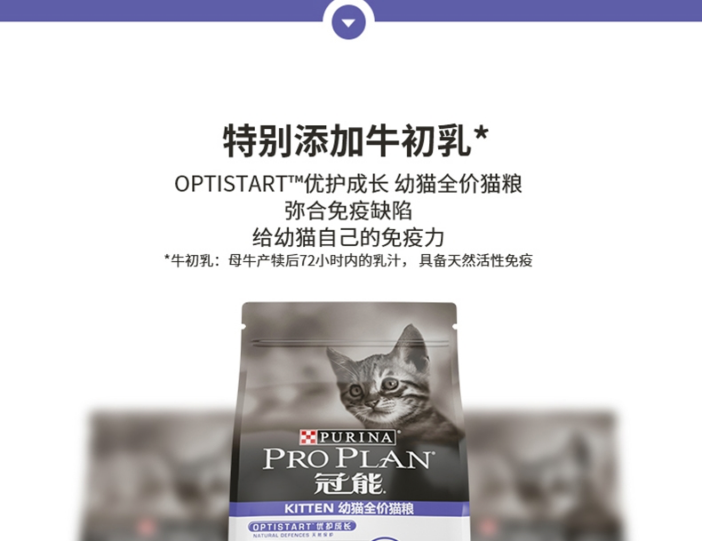 特别添加牛初乳*
OPTISTART™优护成长 幼猫全价猫粮
弥合免疫缺陷
给幼猫自己的免疫力
*牛初乳：母牛产犊后72小时内的乳汁， 具备天然活性免疫
PURINA
PRO PLAN®
冠能
KITTEN 幼猫全价猫粮
OPTISTART® 优护成长
NATURAL DEFENCES 天然保护